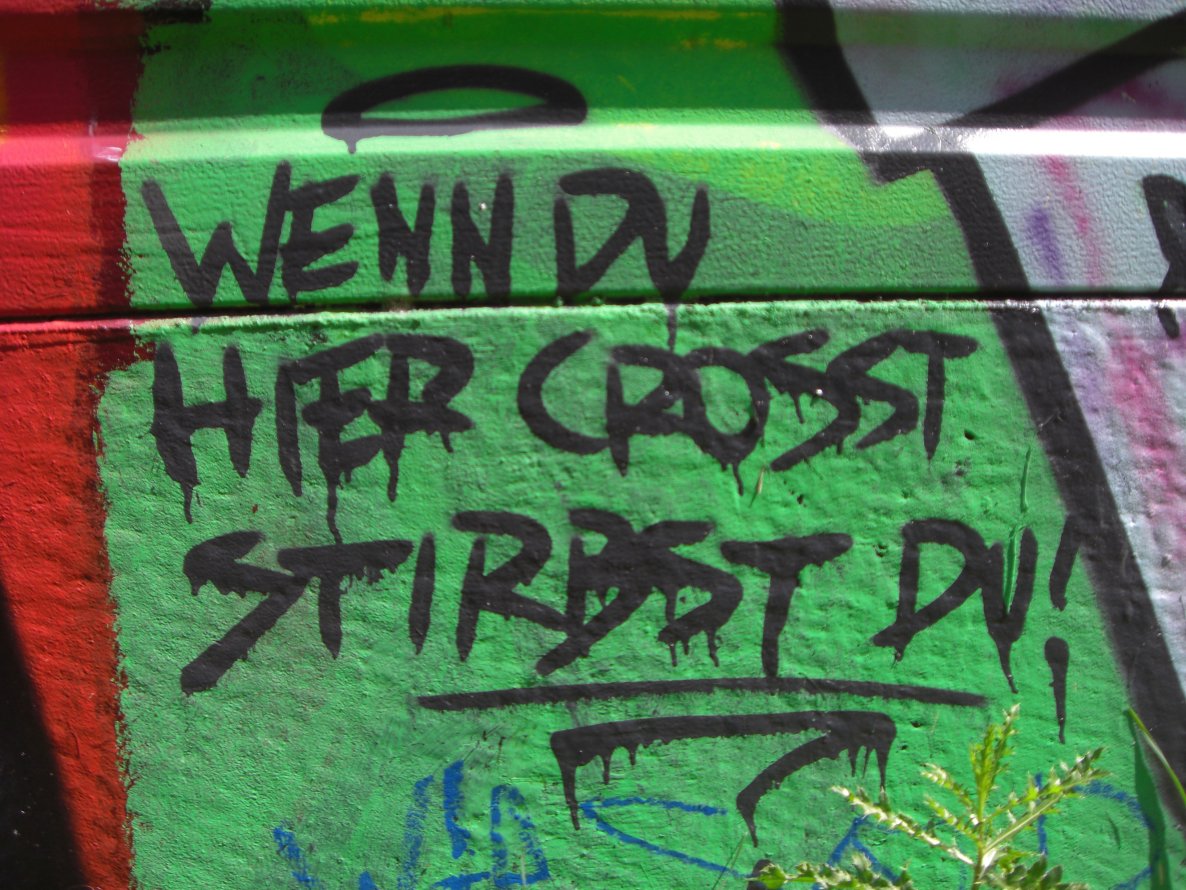 WENN DU
HIER CROSST
STIRBST DU!